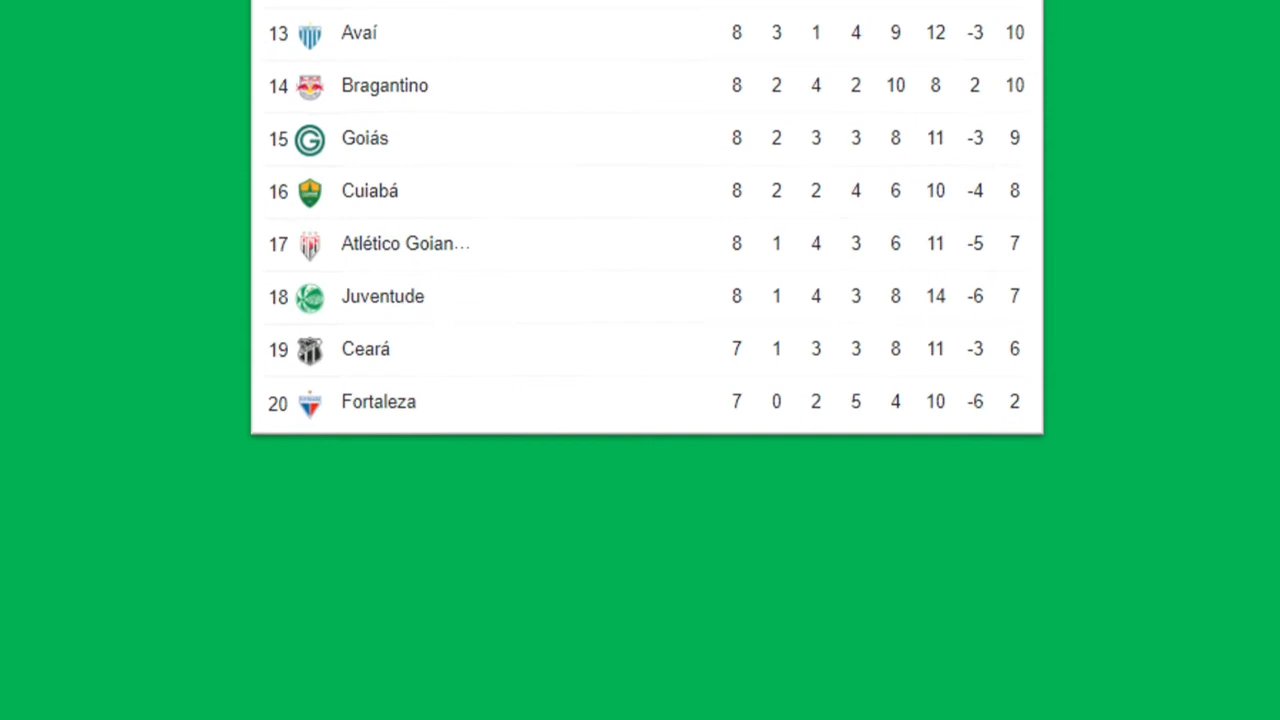 13 Avaí 8 3 1 4 9 12 -3 10
14 Bragantino 8 2 4 2 10 8 2 10
15 Goiás 8 2 3 3 8 11 -3 9
16 Cuiabá 8 2 2 4 6 10 -4 8
17 Atlético Goian... 8 1 4 3 6 11 -5 7
18 Juventude 8 1 4 3 8 14 -6 7
19 Ceará 7 1 3 3 8 11 -3 6
20 Fortaleza 7 0 2 5 4 10 -6 2